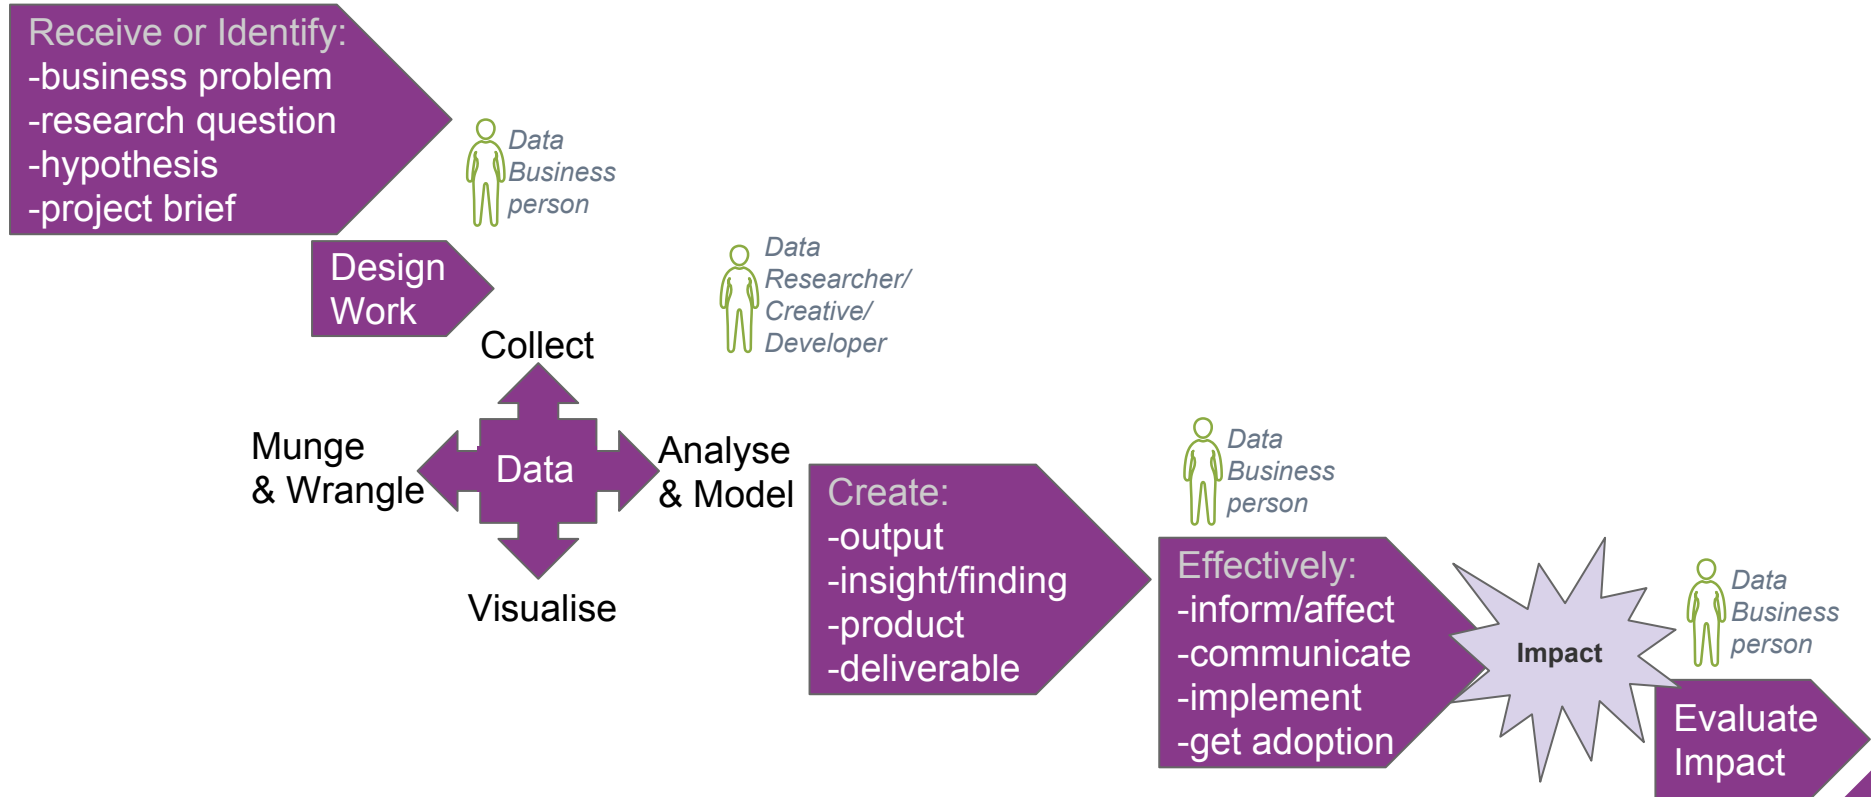 Receive or Identify:
-business problem
-research question
-hypothesis
-project brief
Data
Business
person
Design
Work
Data
Researcher/
Creative/
Developer
Collect
Munge
& Wrangle
Data
Analyse
& Model
Visualise
Create:
-output
-insight/finding
-product
-deliverable
Data
Business
person
Effectively:
-inform/affect
-communicate
-implement
-get adoption
Impact
Data
Business
person
Evaluate
Impact